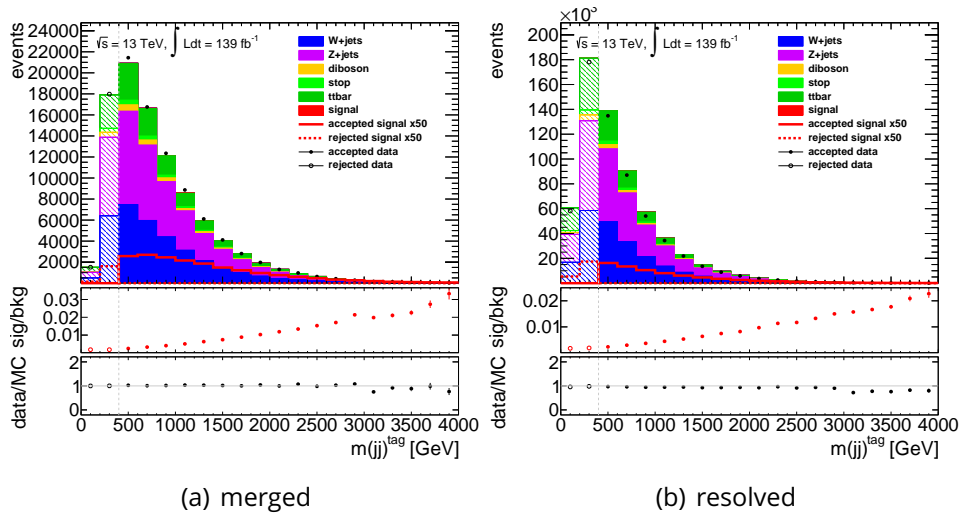 ×10³
events
24000
22000
20000
18000
16000
14000
12000
10000
8000
6000
4000
2000
√s = 13 TeV, ∫ Ldt = 139 fb⁻¹
W+jets
Z+jets
diboson
stop
ttbar
signal
accepted signal x50
rejected signal x50
accepted data
rejected data
sig/bkg
0.03
0.02
0.01
data/MC
2
1
0
0 500 1000 1500 2000 2500 3000 3500 4000
m(jj)ᵗᵃᵍ [GeV]
(a) merged
events
200
180
160
140
120
100
80
60
40
20
√s = 13 TeV, ∫ Ldt = 139 fb⁻¹
W+jets
Z+jets
diboson
stop
ttbar
signal
accepted signal x50
rejected signal x50
accepted data
rejected data
sig/bkg
0.02
0.01
data/MC
2
1
0
0 500 1000 1500 2000 2500 3000 3500 4000
m(jj)ᵗᵃᵍ [GeV]
(b) resolved